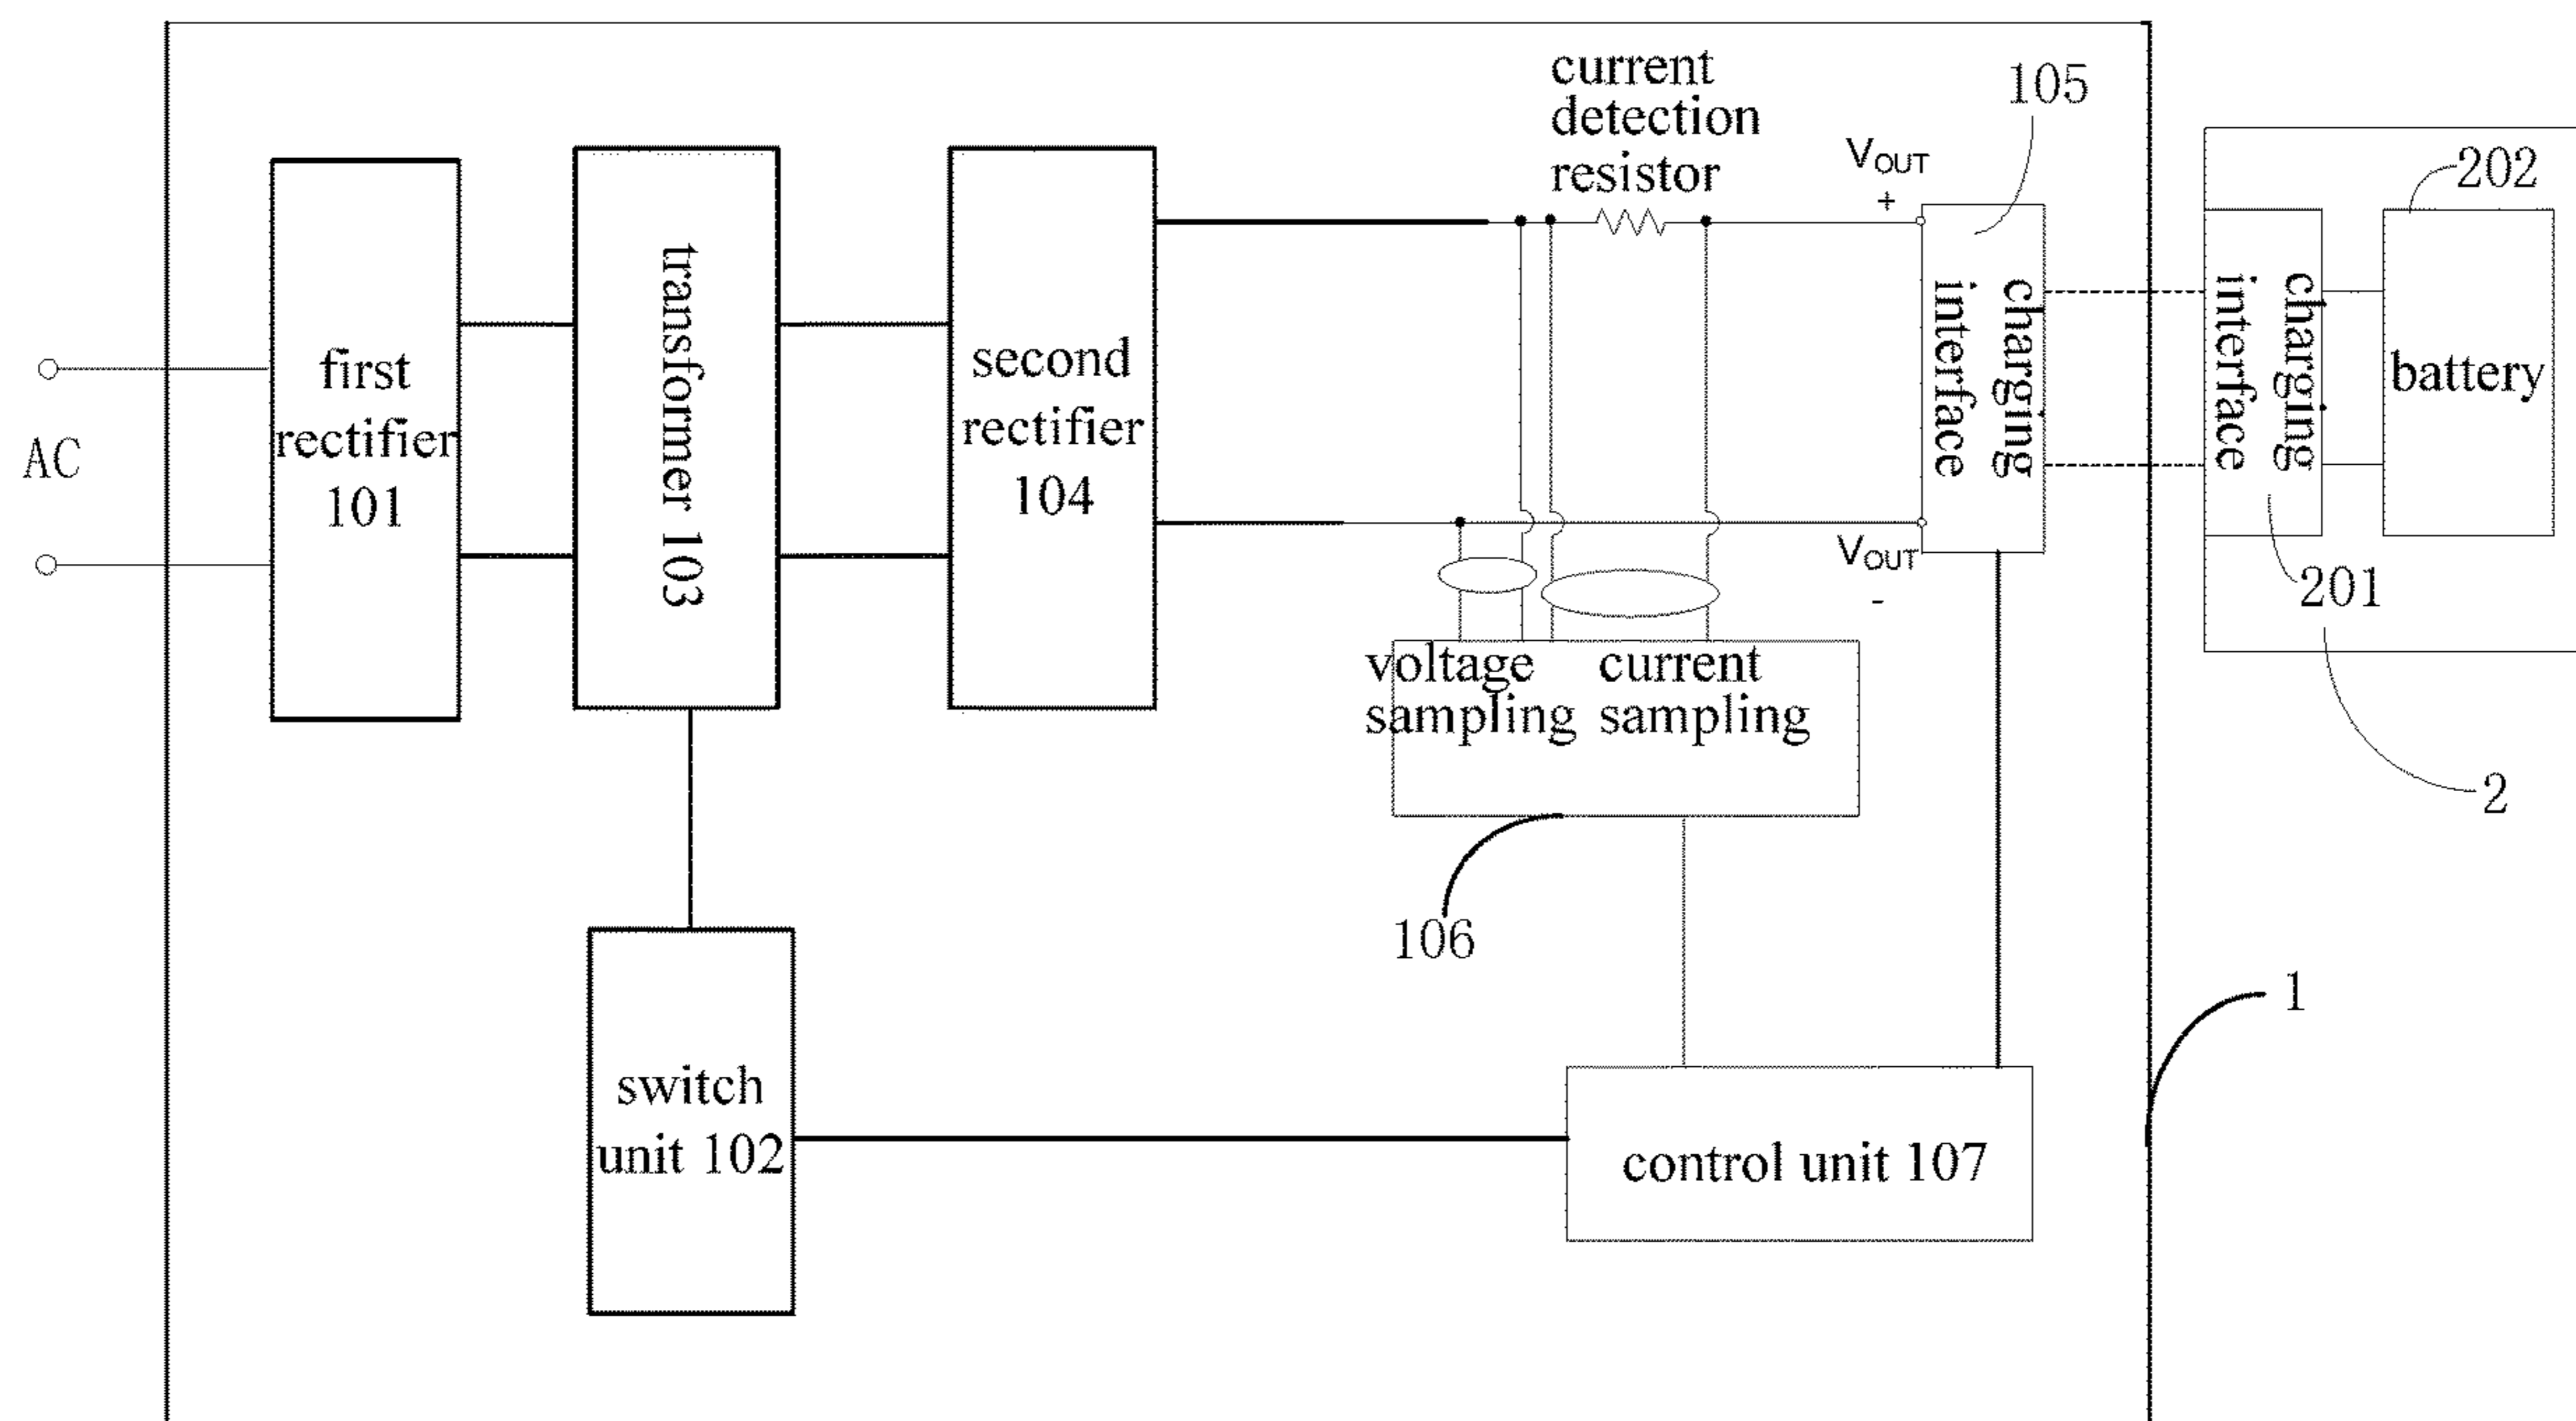 AC
first
rectifier
101
transformer 103
second
rectifier
104
current
detection
resistor
VOUT
+
105
charging
interface
VOUT
-
202
charging
interface
battery
201
2
voltage
sampling
current
sampling
106
1
switch
unit 102
control unit 107